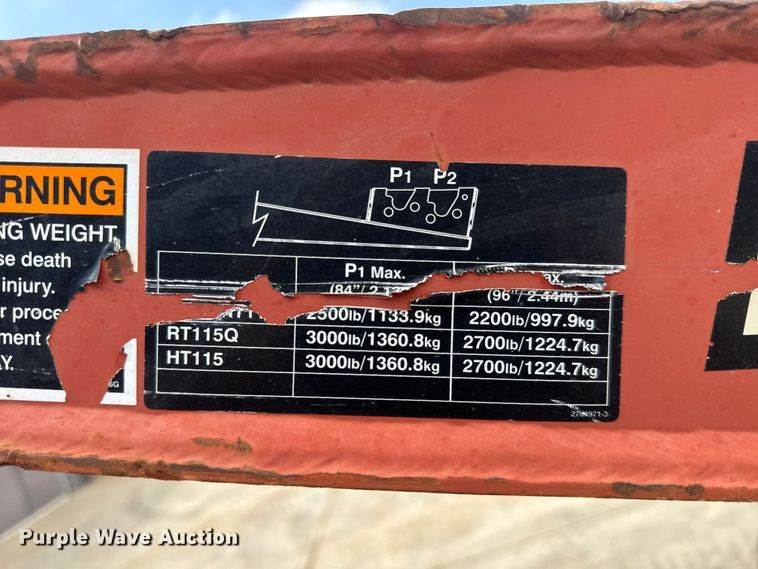 RNING
NG WEIGHT
se death
injury.
r proce
ment
AY.
P1 P2
P1 Max.
(84"/
(96"/ 2.44m)
2500lb/1133.9kg 2200lb/997.9kg
RT115Q 3000lb/1360.8kg 2700lb/1224.7kg
HT115 3000lb/1360.8kg 2700lb/1224.7kg
Purple Wave Auction